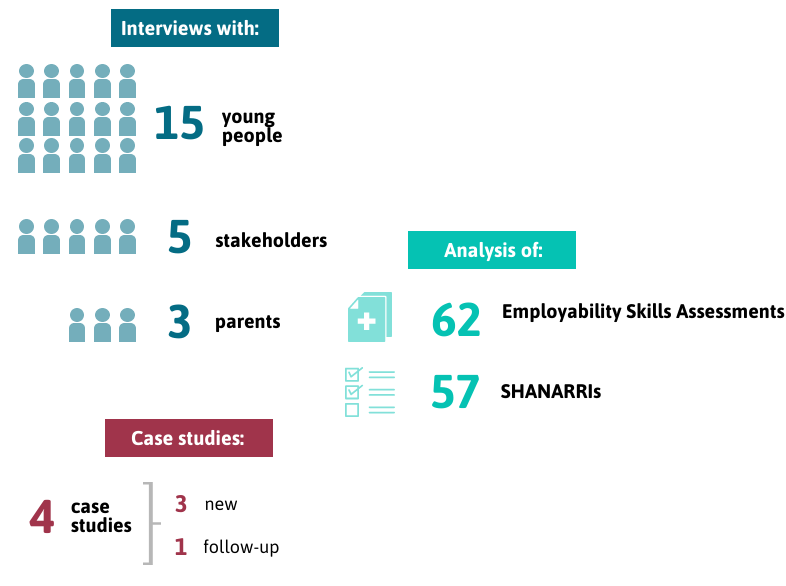 Interviews with:
15 young
people
5 stakeholders
3 parents
Analysis of:
62 Employability Skills Assessments
57 SHANARRIs
Case studies:
4 case
studies
3 new
1 follow-up